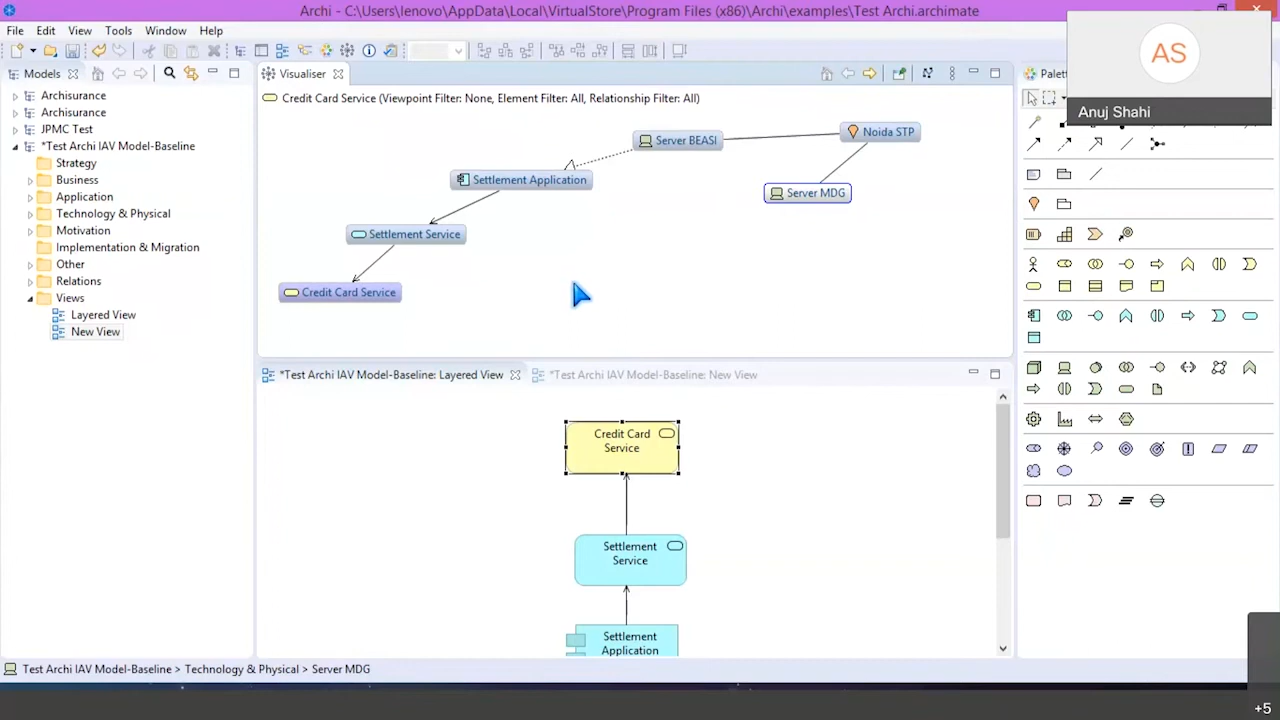 Archi - C:\Users\lenovo\AppData\Local\VirtualStore\Program Files (x86)\Archi\examples\Test Archi.archimate
File Edit View Tools Window Help
Models
Archisurance
Archisurance
JPMC Test
*Test Archi IAV Model-Baseline
Strategy
Business
Application
Technology & Physical
Motivation
Implementation & Migration
Other
Relations
Views
Layered View
New View
Visualiser
Credit Card Service (Viewpoint Filter: None, Element Filter: All, Relationship Filter: All)
Server BEASI
Noida STP
Settlement Application
Server MDG
Settlement Service
Credit Card Service
*Test Archi IAV Model-Baseline: Layered View
*Test Archi IAV Model-Baseline: New View
Credit Card
Service
Settlement
Service
Settlement
Application
Palett
AS
Anuj Shahi
Test Archi IAV Model-Baseline > Technology & Physical > Server MDG
+5